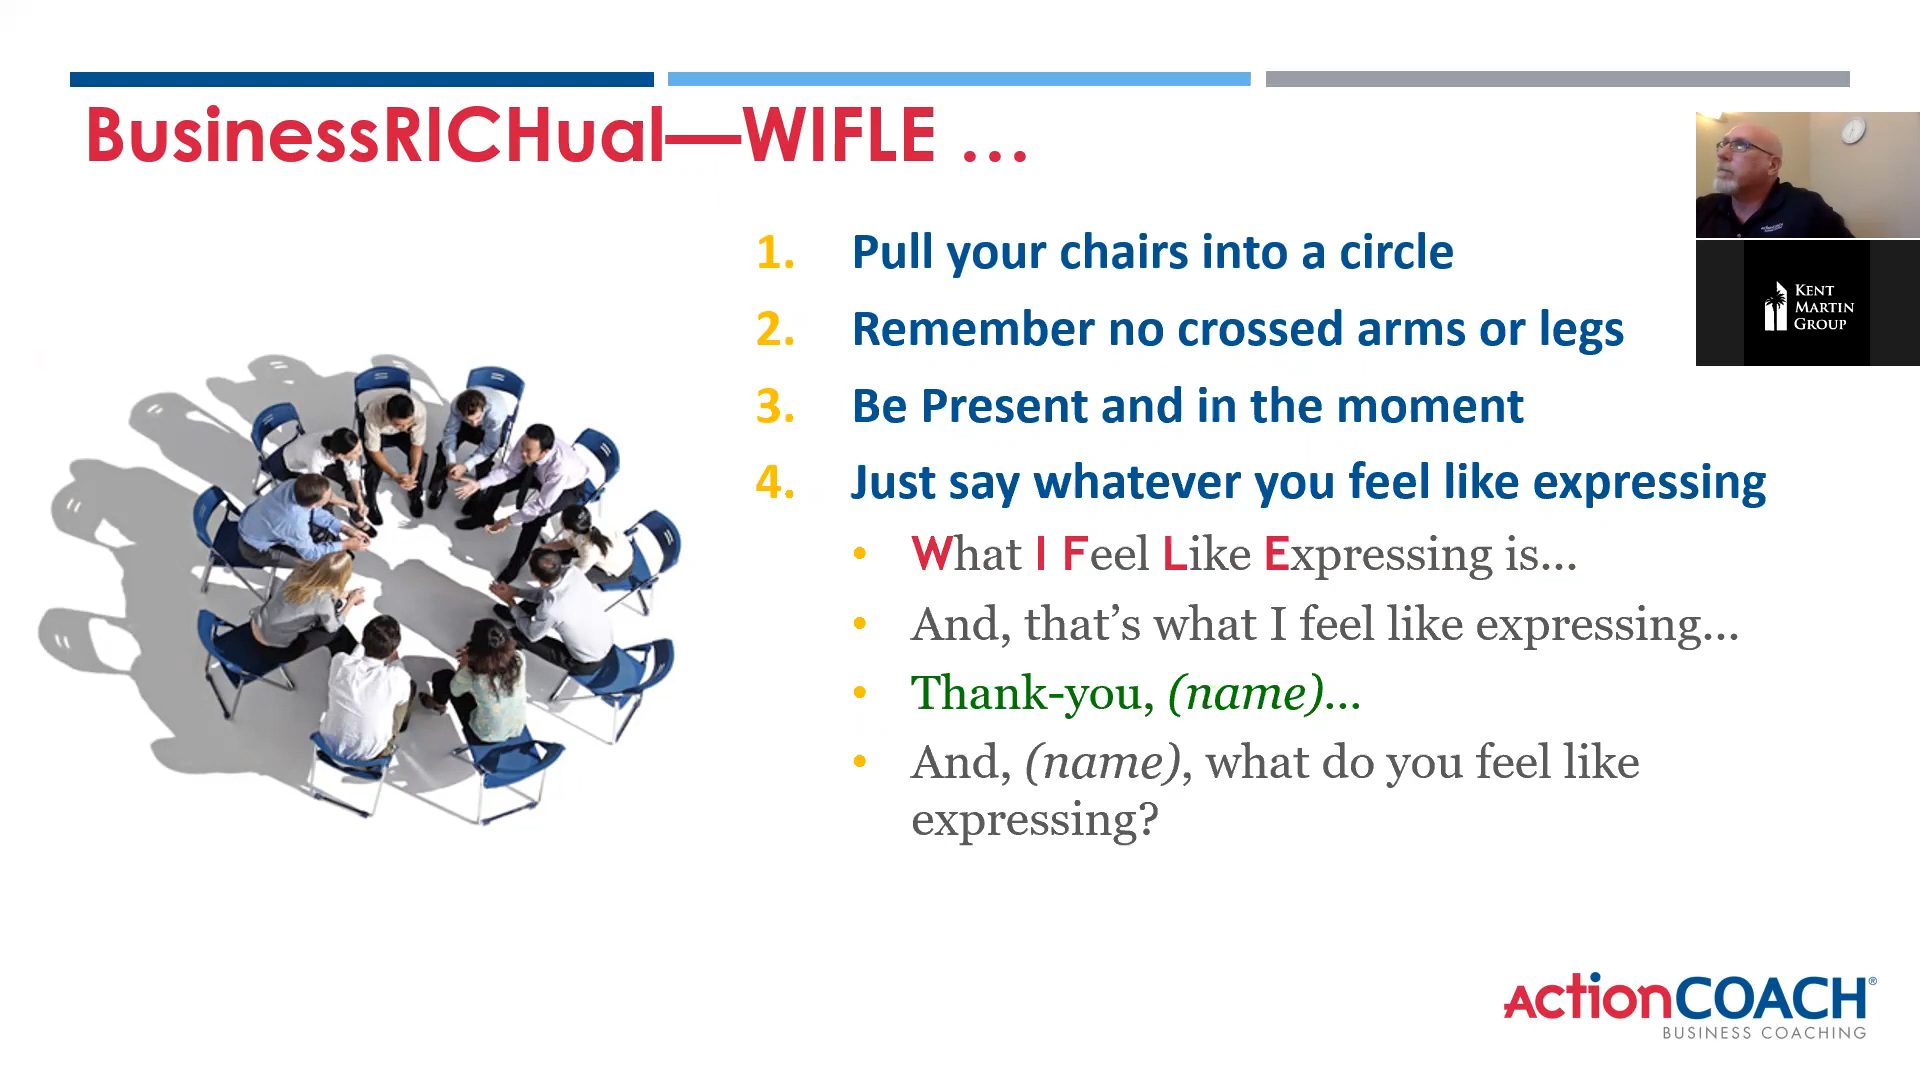 BusinessRICHual—WIFLE …
1. Pull your chairs into a circle
2. Remember no crossed arms or legs
3. Be Present and in the moment
4. Just say whatever you feel like expressing
• What I Feel Like Expressing is…
• And, that’s what I feel like expressing…
• Thank-you, (name)…
• And, (name), what do you feel like
expressing?
KENT
MARTIN
GROUP
ActionCOACH®
BUSINESS COACHING